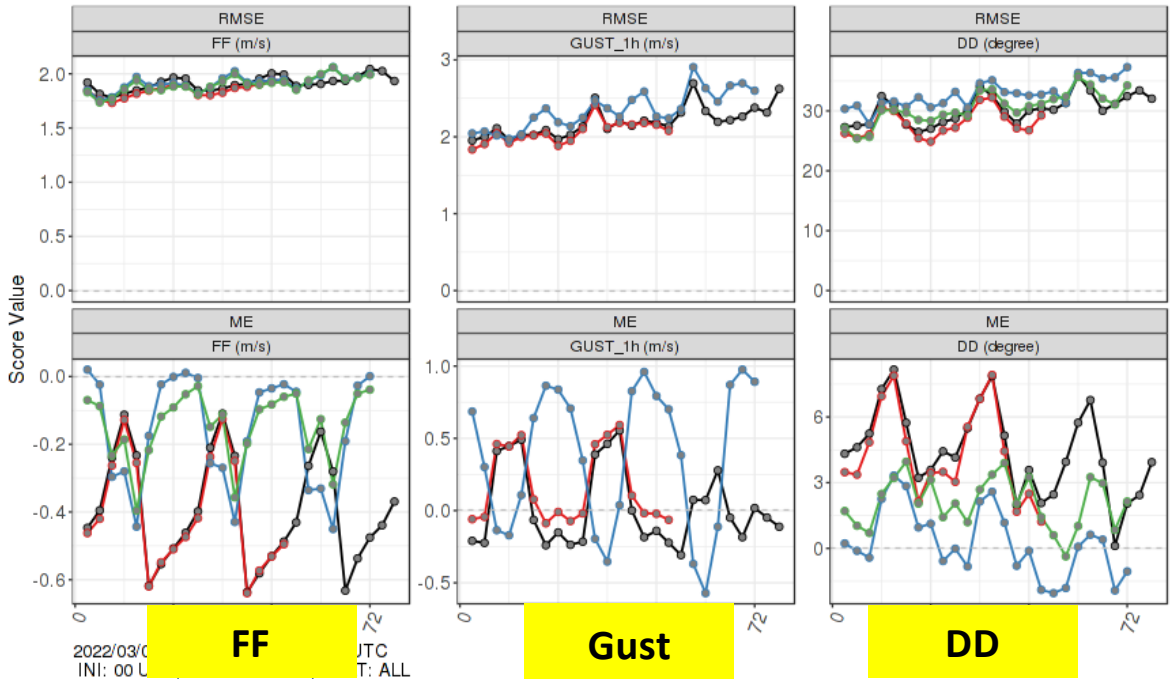 RMSE
FF (m/s)
2.0
1.5
1.0
0.5
0.0
RMSE
GUST_1h (m/s)
3
2
1
0
RMSE
DD (degree)
30
20
10
0
Score Value
ME
FF (m/s)
0.0
-0.2
-0.4
-0.6
0
72
ME
GUST_1h (m/s)
1.0
0.5
0.0
-0.5
0
72
ME
DD (degree)
6
3
0
0
72
FF
Gust
DD
2022/03/0 UTC
INI: 00 U T: ALL